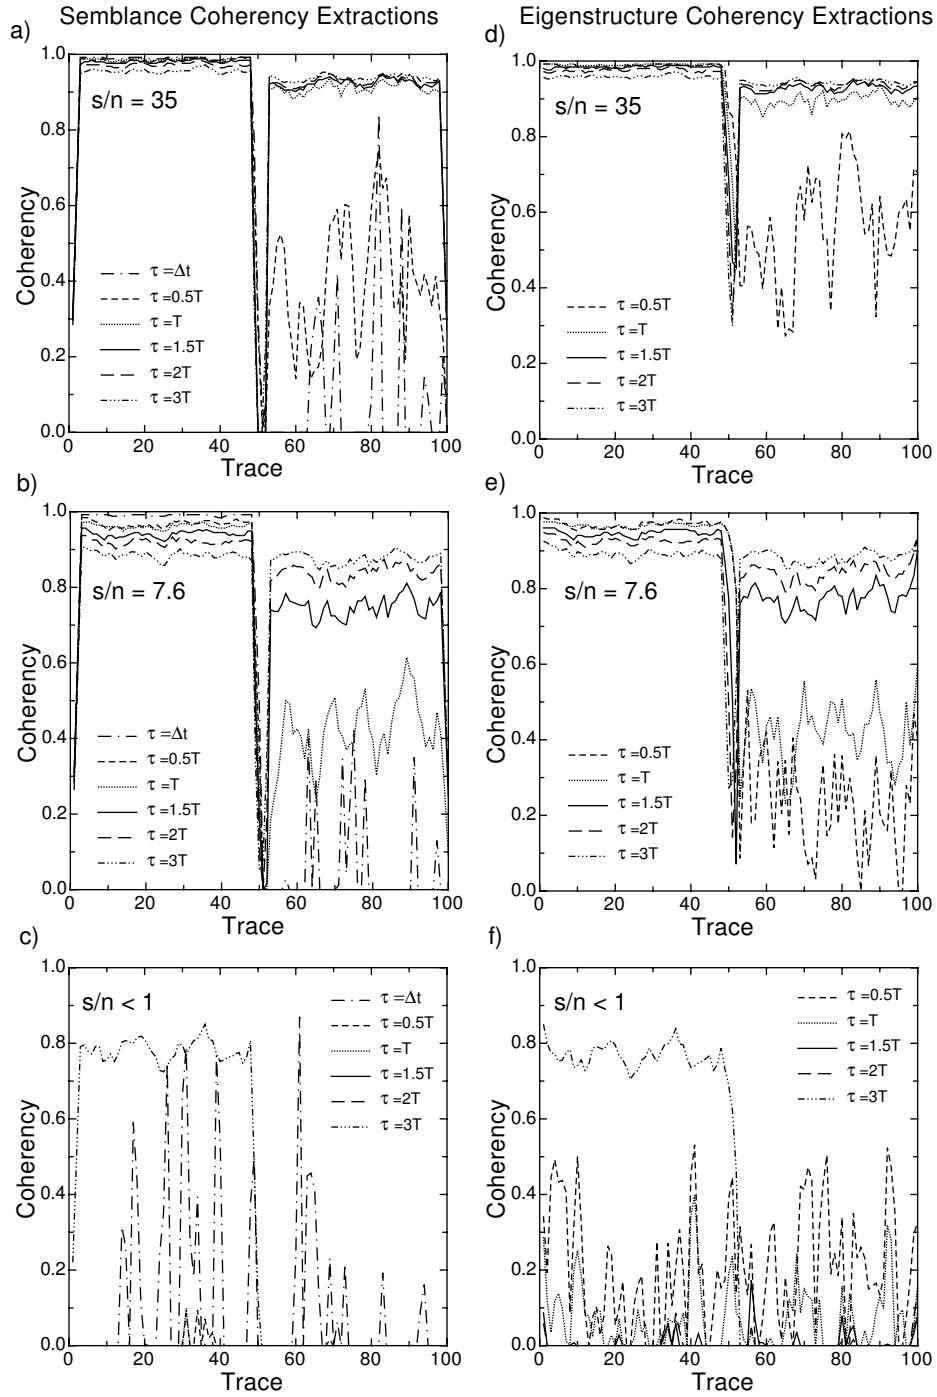 Semblance Coherency Extractions
Eigenstructure Coherency Extractions
a)
1.0
0.8
0.6
0.4
0.2
0.0
Coherency
s/n = 35
τ =Δt
τ =0.5T
τ =T
τ =1.5T
τ =2T
τ =3T
0 20 40 60 80 100
Trace
d)
1.0
0.8
0.6
0.4
0.2
0.0
Coherency
s/n = 35
τ =0.5T
τ =T
τ =1.5T
τ =2T
τ =3T
0 20 40 60 80 100
Trace
b)
1.0
0.8
0.6
0.4
0.2
0.0
Coherency
s/n = 7.6
τ =Δt
τ =0.5T
τ =T
τ =1.5T
τ =2T
τ =3T
0 20 40 60 80 100
Trace
e)
1.0
0.8
0.6
0.4
0.2
0.0
Coherency
s/n = 7.6
τ =0.5T
τ =T
τ =1.5T
τ =2T
τ =3T
0 20 40 60 80 100
Trace
c)
1.0
0.8
0.6
0.4
0.2
0.0
Coherency
s/n < 1
τ =Δt
τ =0.5T
τ =T
τ =1.5T
τ =2T
τ =3T
0 20 40 60 80 100
Trace
f)
1.0
0.8
0.6
0.4
0.2
0.0
Coherency
s/n < 1
τ =0.5T
τ =T
τ =1.5T
τ =2T
τ =3T
0 20 40 60 80 100
Trace